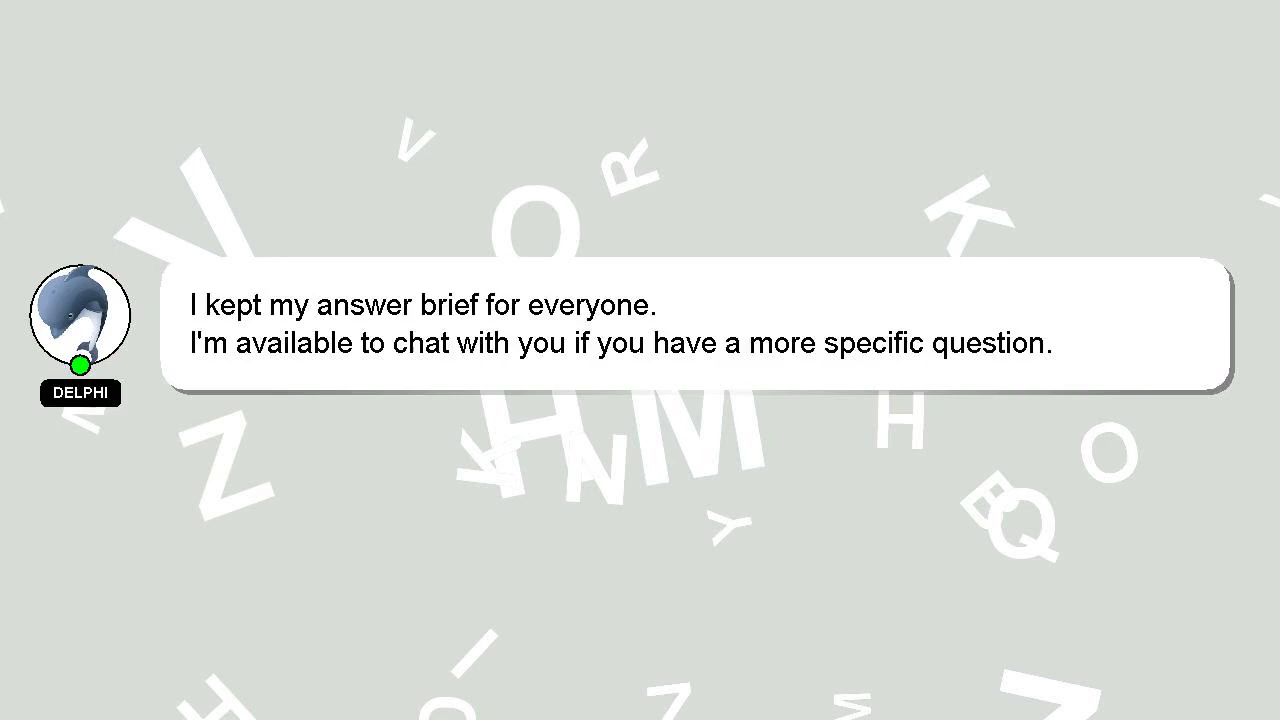 I kept my answer brief for everyone.
I'm available to chat with you if you have a more specific question.
DELPHI
V
R
K
V
O
N
Z
K
H
N
M
H
O
B
Q
Y
I
H
O
N
M